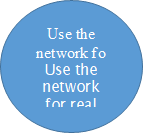 Use the
network fo
Use the
network
for real